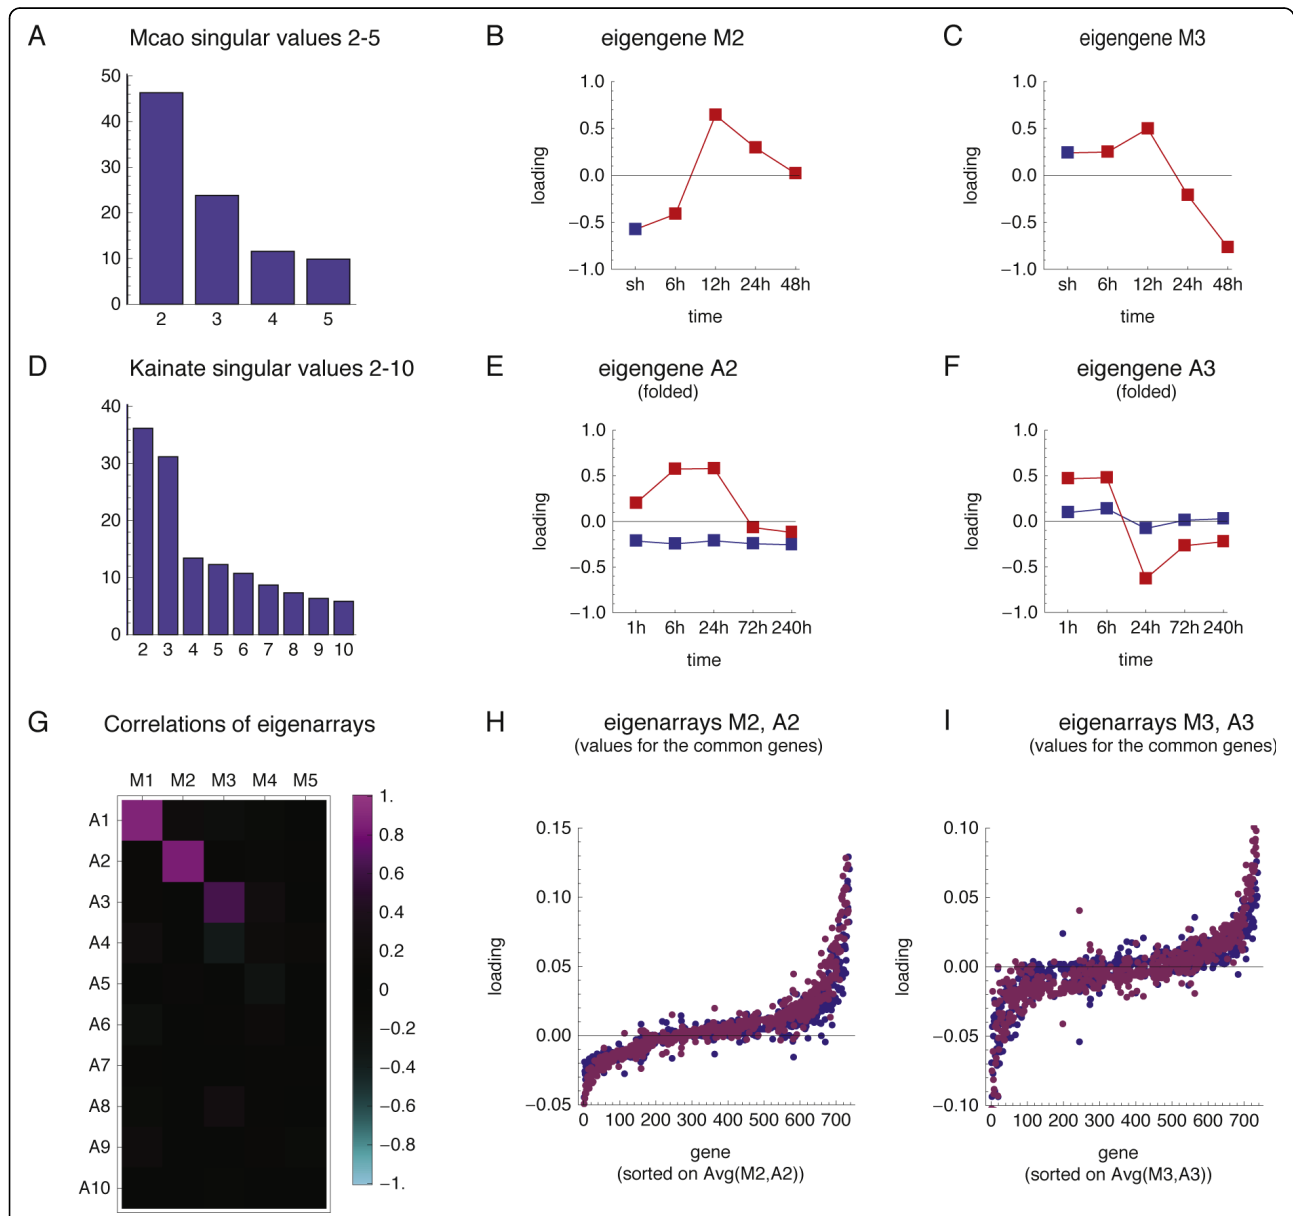 A
Mcao singular values 2-5
50
40
30
20
10
0
2 3 4 5
B
eigengene M2
1.0
0.5
0.0
−0.5
−1.0
loading
sh 6h 12h 24h 48h
time
C
eigengene M3
1.0
0.5
0.0
−0.5
−1.0
loading
sh 6h 12h 24h 48h
time
D
Kainate singular values 2-10
40
30
20
10
0
2 3 4 5 6 7 8 9 10
E
eigengene A2
(folded)
1.0
0.5
0.0
−0.5
−1.0
loading
1h 6h 24h 72h 240h
time
F
eigengene A3
(folded)
1.0
0.5
0.0
−0.5
−1.0
loading
1h 6h 24h 72h 240h
time
G
Correlations of eigenarrays
M1 M2 M3 M4 M5
A1
A2
A3
A4
A5
A6
A7
A8
A9
A10
1.
0.8
0.6
0.4
0.2
0
−0.2
−0.4
−0.6
−0.8
−1.
H
eigenarrays M2, A2
(values for the common genes)
0.15
0.10
0.05
0.00
−0.05
loading
0 100 200 300 400 500 600 700
gene
(sorted on Avg(M2,A2))
I
eigenarrays M3, A3
(values for the common genes)
0.10
0.05
0.00
−0.05
−0.10
loading
0 100 200 300 400 500 600 700
gene
(sorted on Avg(M3,A3))